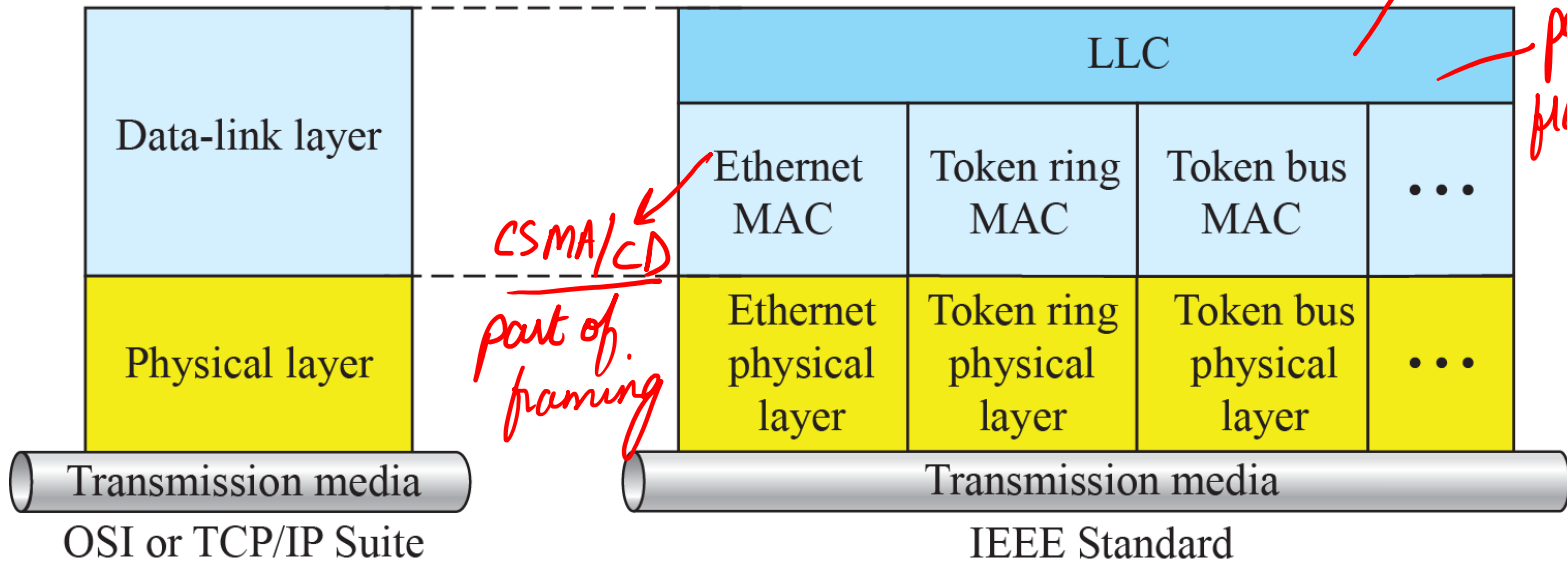 LLC
Data-link layer
Ethernet
MAC
Token ring
MAC
Token bus
MAC
...
CSMA/CD
part of
framing
Physical layer
Ethernet
physical
layer
Token ring
physical
layer
Token bus
physical
layer
...
Transmission media
Transmission media
OSI or TCP/IP Suite
IEEE Standard